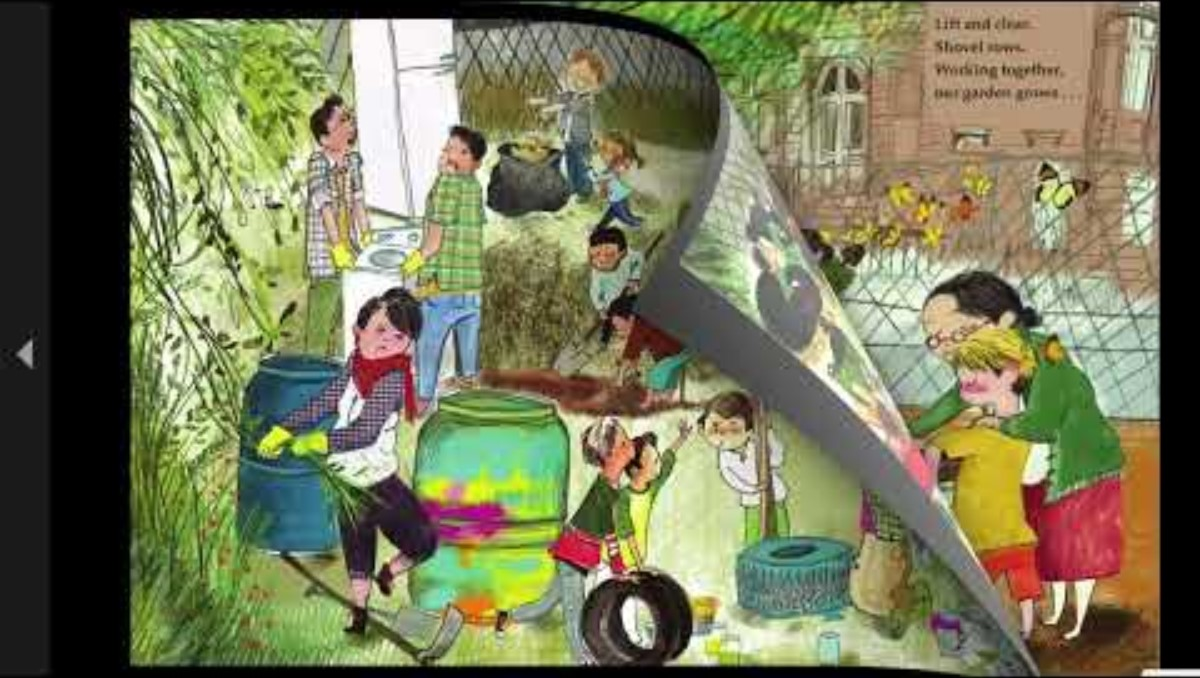 Lift and clear.
Shovel rows.
Working together,
our garden grows . . .